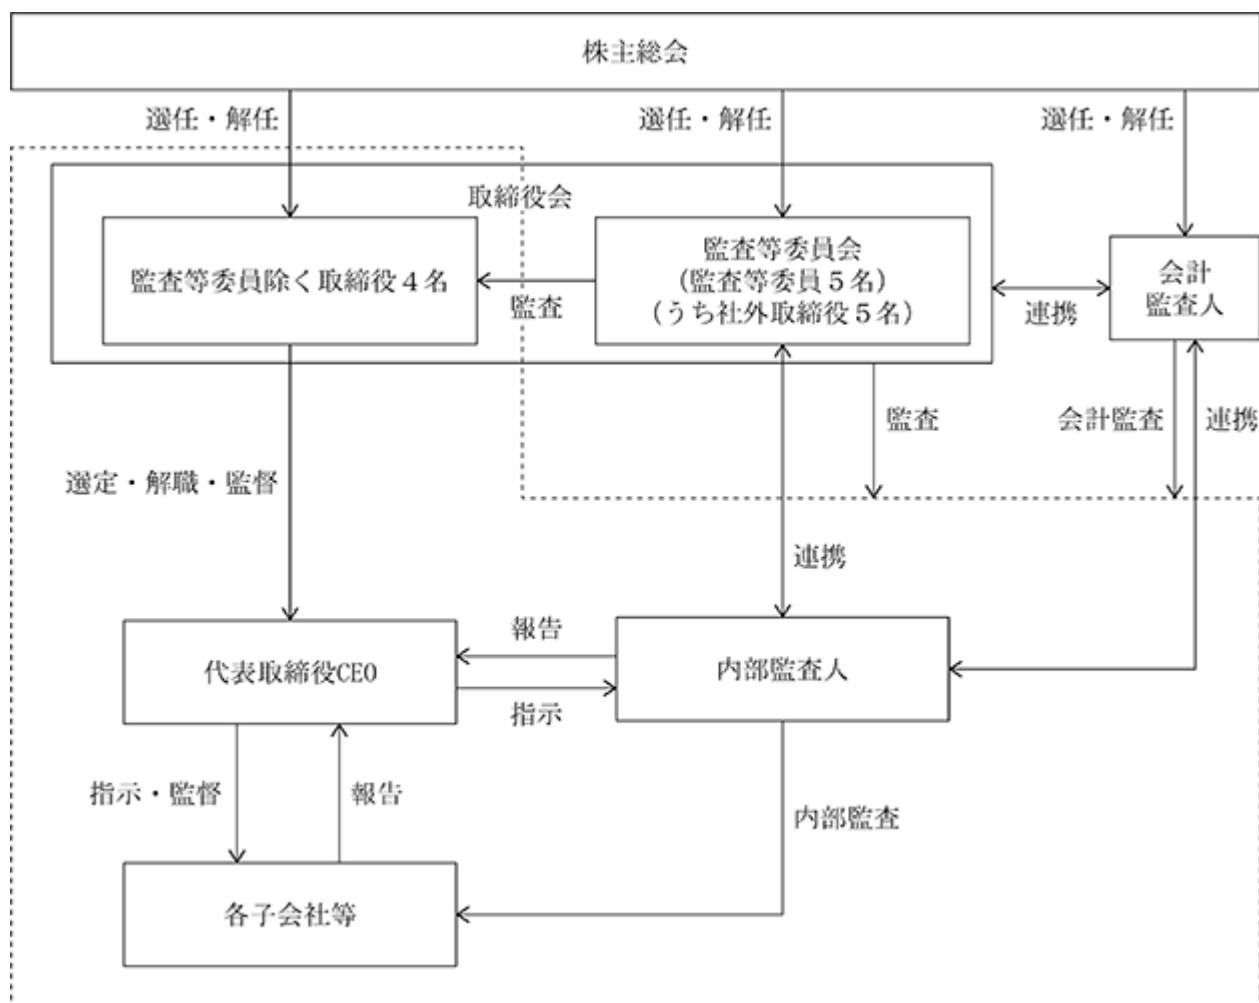 株主総会
選任・解任
選任・解任
選任・解任
取締役会
監査等委員除く取締役４名
監査
監査等委員会
(監査等委員５名)
(うち社外取締役５名)
連携
会計
監査人
監査
会計監査
連携
選定・解職・監督
連携
代表取締役CEO
報告
指示
内部監査人
指示・監督
報告
内部監査
各子会社等